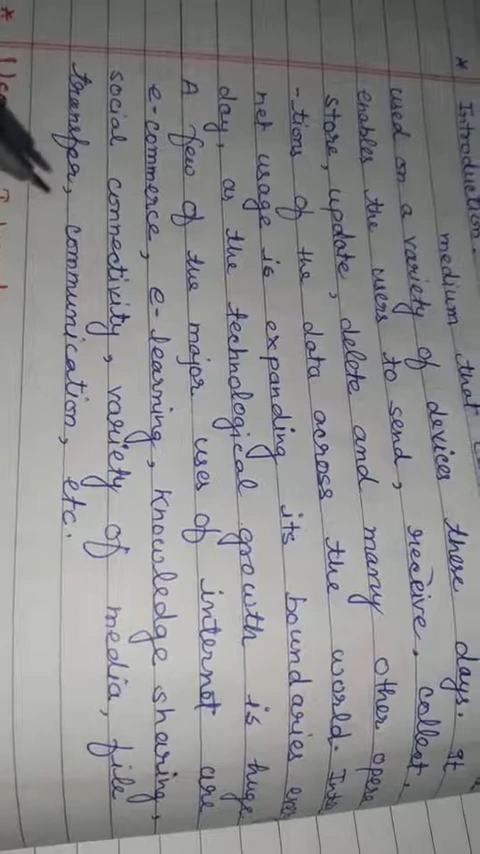 * Introduction.
medium that
used on a variety of devices these days. It
enables the users to send, receive, collect,
store, update, delete and many other opera
-tions of the data across the world. Inter
net usage is expanding its boundaries every
day, as the technological growth is huge
A few of the major uses of internet are
e-commerce, e-learning, knowledge sharing,
social connectivity, variety of media, file
transfer, communication, etc.
*